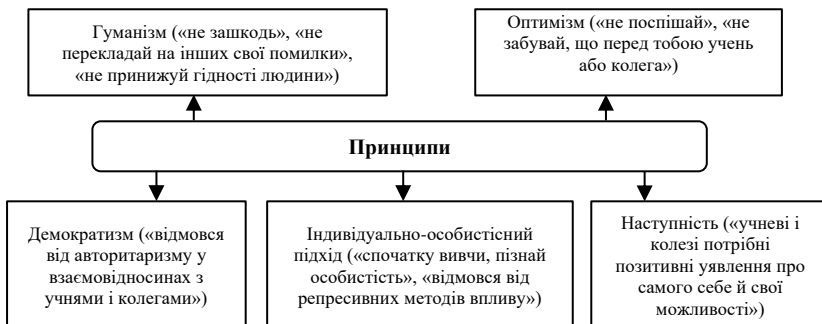 Гуманізм («не зашкодь», «не
перекладай на інших свої помилки»,
«не принижуй гідності людини»)
Оптимізм («не поспішай», «не
забувай, що перед тобою учень
або колега»)
Принципи
Демократизм («відмовся
від авторитаризму у
взаємовідносинах з
учнями і колегами»)
Індивідуально-особистісний
підхід («спочатку вивчи, пізнай
особистість», «відмовся від
репресивних методів впливу»)
Наступність («учневі і
колезі потрібні
позитивні уявлення про
самого себе й свої
можливості»)